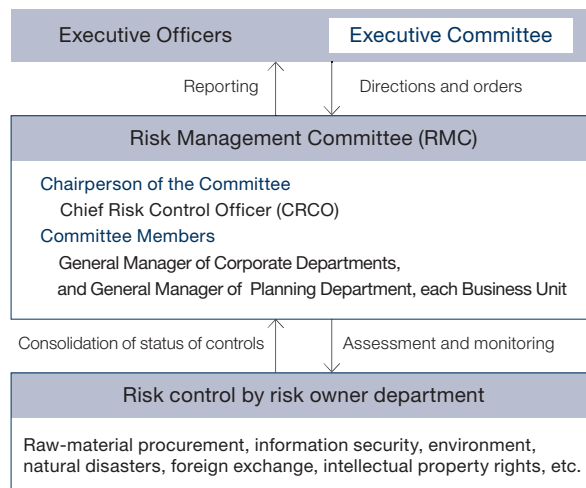 Executive Officers
Executive Committee
Reporting
Directions and orders
Risk Management Committee (RMC)
Chairperson of the Committee
Chief Risk Control Officer (CRCO)
Committee Members
General Manager of Corporate Departments,
and General Manager of Planning Department, each Business Unit
Consolidation of status of controls
Assessment and monitoring
Risk control by risk owner department
Raw-material procurement, information security, environment,
natural disasters, foreign exchange, intellectual property rights, etc.